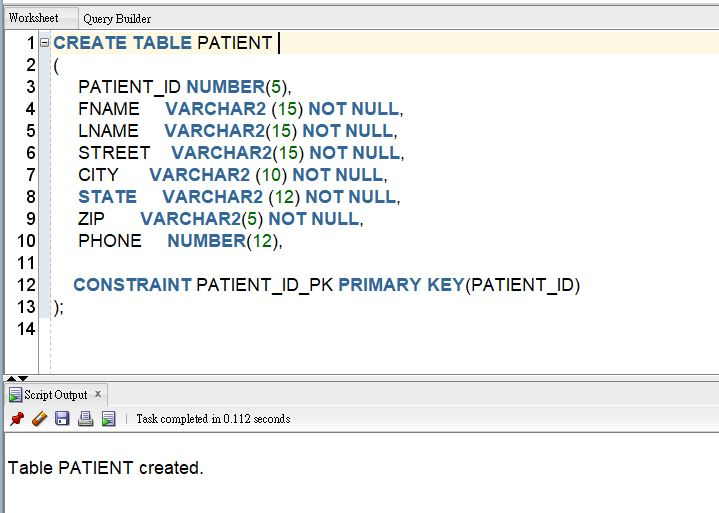 Worksheet Query Builder
1 CREATE TABLE PATIENT
2 (
3 PATIENT_ID NUMBER(5),
4 FNAME VARCHAR2 (15) NOT NULL,
5 LNAME VARCHAR2(15) NOT NULL,
6 STREET VARCHAR2(15) NOT NULL,
7 CITY VARCHAR2 (10) NOT NULL,
8 STATE VARCHAR2 (12) NOT NULL,
9 ZIP VARCHAR2(5) NOT NULL,
10 PHONE NUMBER(12),
11
12 CONSTRAINT PATIENT_ID_PK PRIMARY KEY(PATIENT_ID)
13 );
14
Script Output x
Task completed in 0.112 seconds
Table PATIENT created.